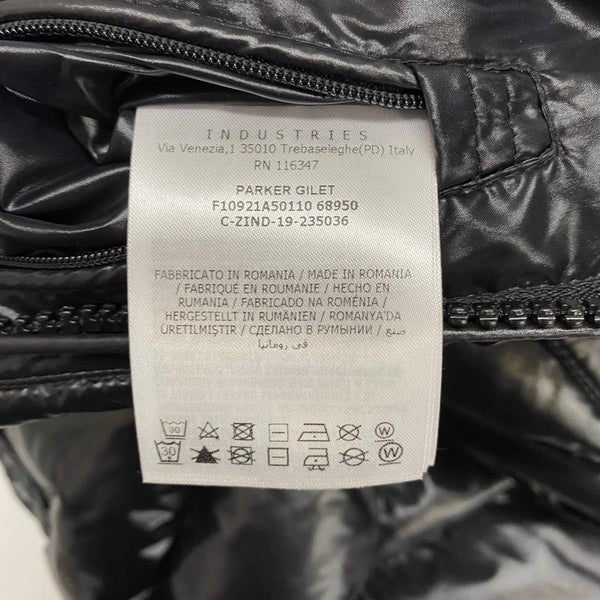 INDUSTRIES
Via Venezia,1 35010 Trebaseleghe(PD) Italy
RN 116347
PARKER GILET
F10921A50110 68950
C-ZIND-19-235036
FABBRICATO IN ROMANIA / MADE IN ROMANIA
/ FABRIQUÉ EN ROUMANIE / HECHO EN
RUMANIA / FABRICADO NA ROMÉNIA /
HERGESTELLT IN RUMÄNIEN / ROMANYA'DA
ÜRETILMIŞTIR / СДЕЛАНО В РУМЫНИИ / صنع
في رومانيا
30 W
30 W